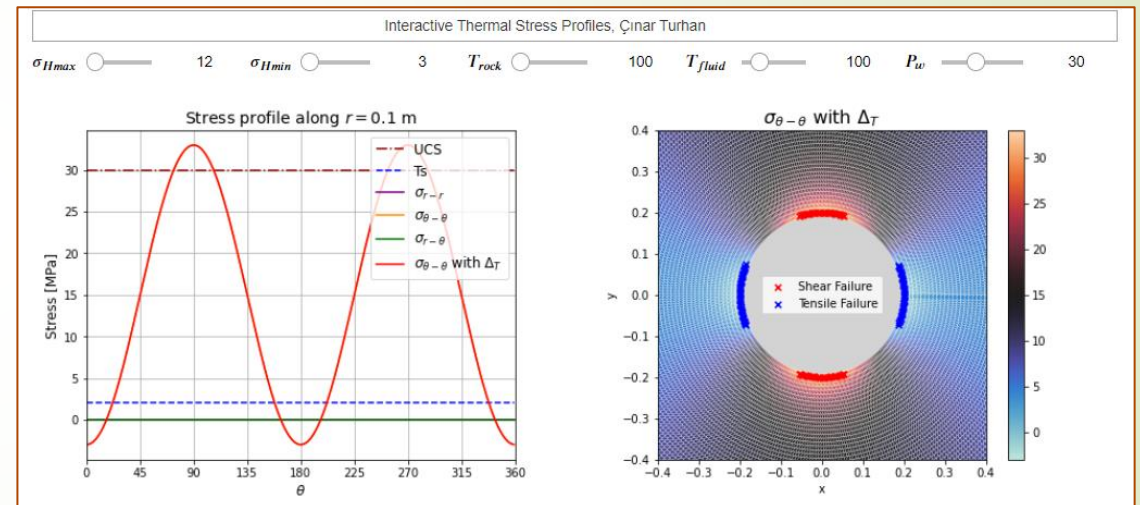 Interactive Thermal Stress Profiles, Çınar Turhan
σHmax 12 σHmin 3 Trock 100 Tfluid 100 Pw 30
Stress profile along r = 0.1 m
UCS
Ts
σr−r
σθ−θ
σr−θ
σθ−θ with ΔT
Stress [MPa]
30
25
20
15
10
5
0
0 45 90 135 180 225 270 315 360
θ
σθ−θ with ΔT
Shear Failure
Tensile Failure
y
0.4
0.3
0.2
0.1
0.0
−0.1
−0.2
−0.3
−0.4
−0.4 −0.3 −0.2 −0.1 0.0 0.1 0.2 0.3 0.4
x
30
25
20
15
10
5
0